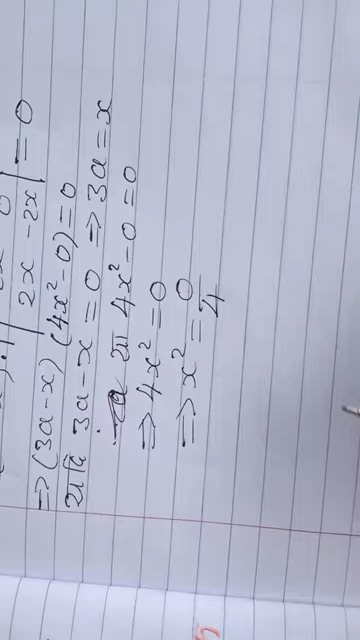 2x -2x| = 0
⇒ (3a-x) (4x²-0) = 0
यदि 3a-x = 0 ⇒ 3a = x
या 4x²-0 = 0
⇒ 4x² = 0
⇒ x² = 0/4